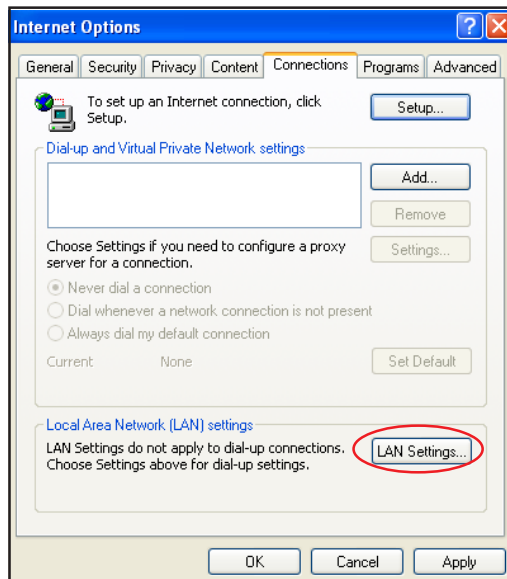 Internet Options
General Security Privacy Content Connections Programs Advanced
To set up an Internet connection, click
Setup.
Setup...
Dial-up and Virtual Private Network settings
Add...
Remove
Choose Settings if you need to configure a proxy
server for a connection.
Settings...
Never dial a connection
Dial whenever a network connection is not present
Always dial my default connection
Current None
Set Default
Local Area Network (LAN) settings
LAN Settings do not apply to dial-up connections.
Choose Settings above for dial-up settings.
LAN Settings...
OK Cancel Apply